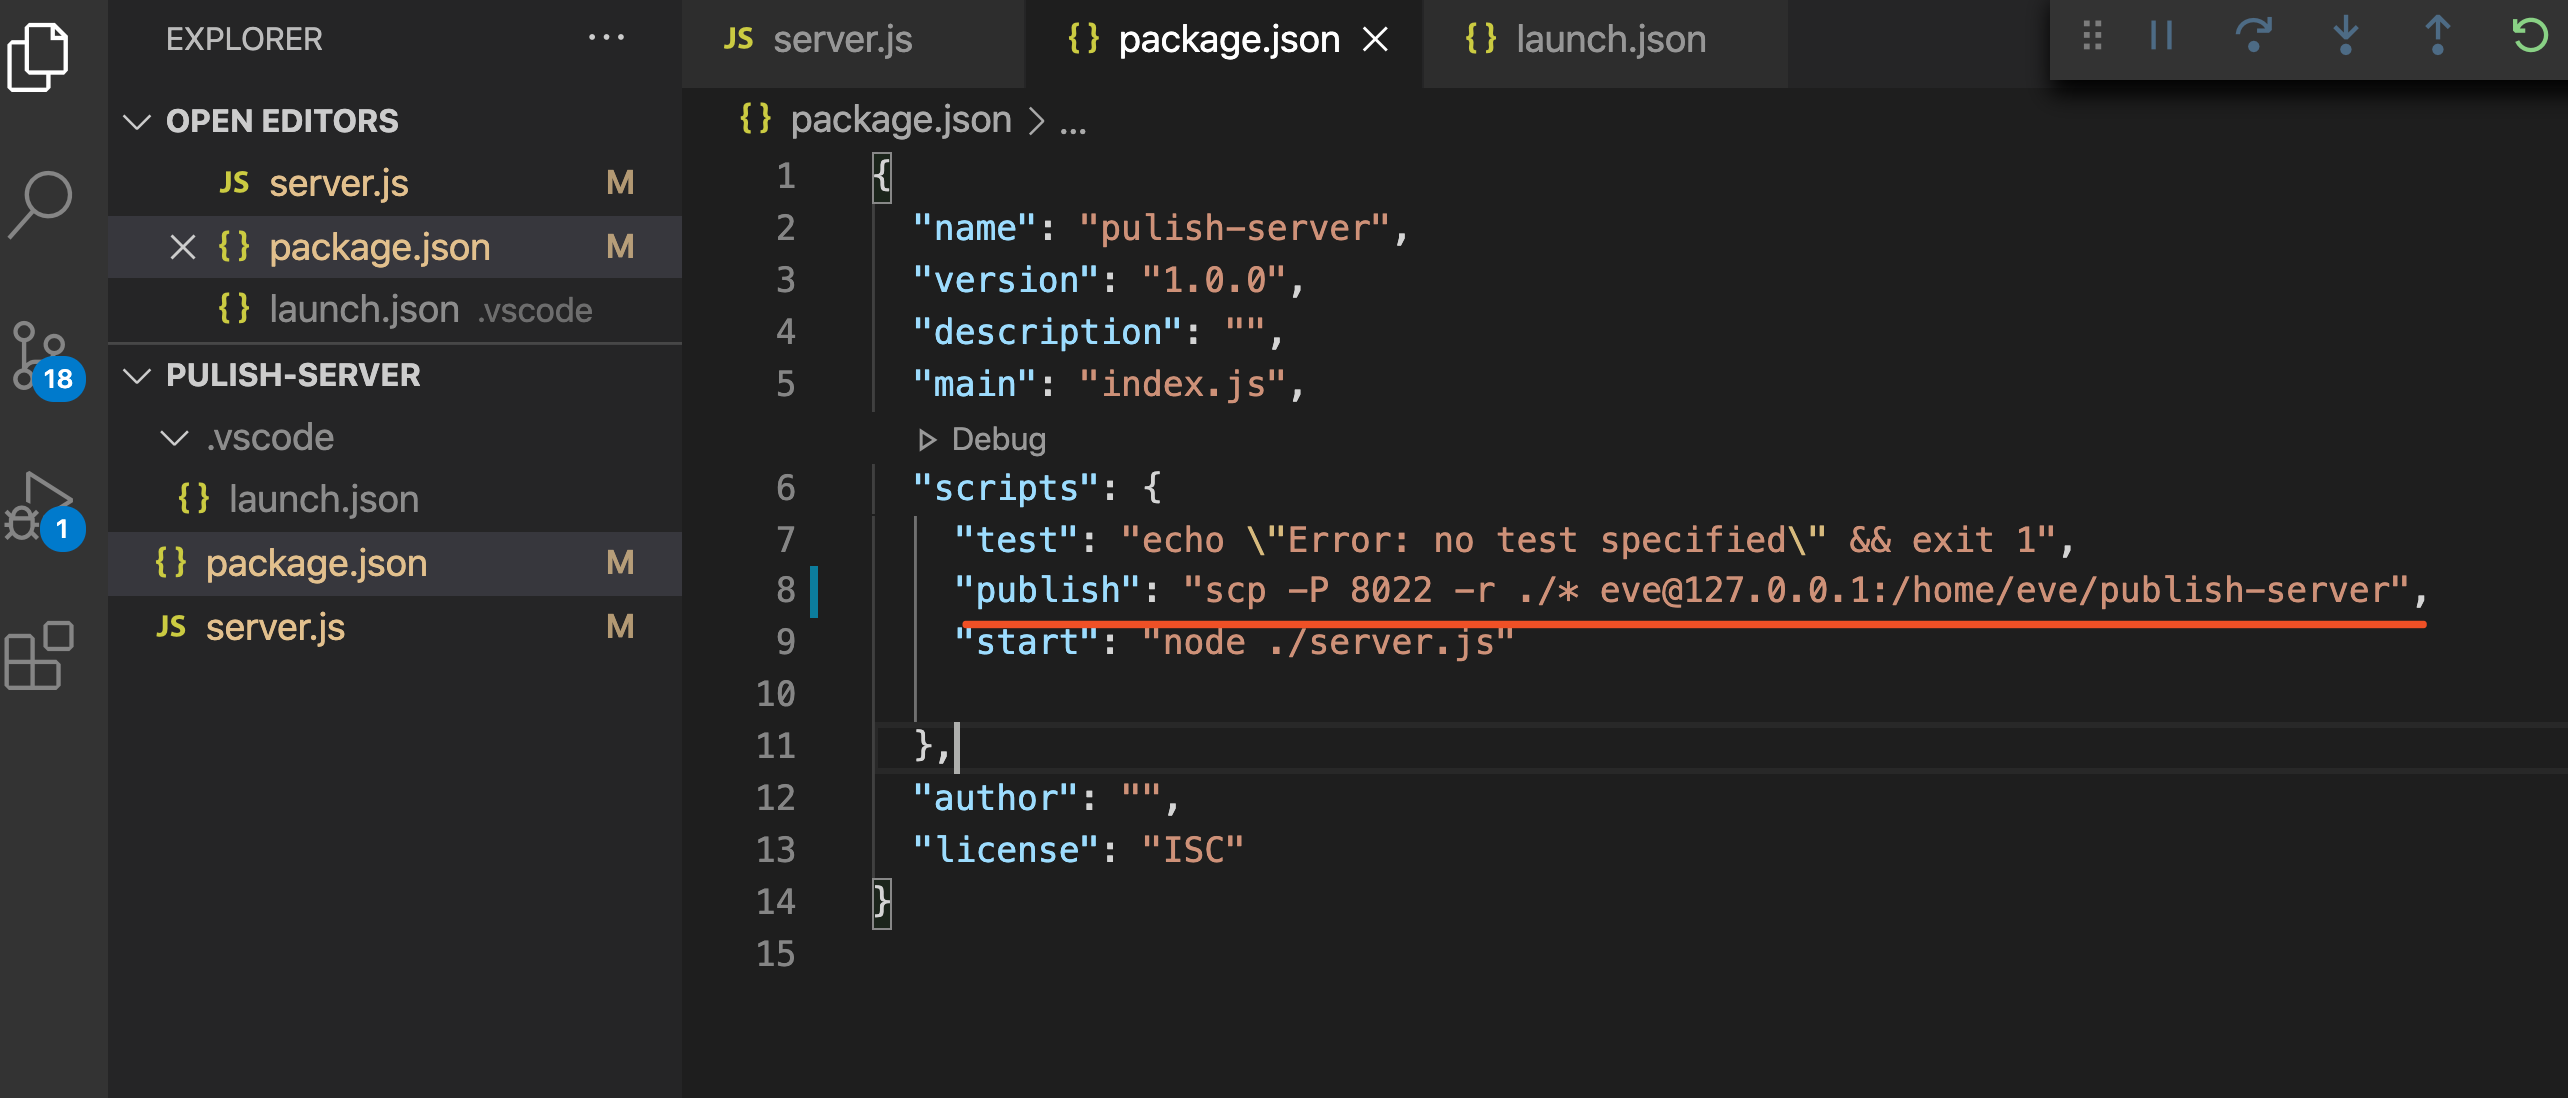 EXPLORER ...
OPEN EDITORS
JS server.js M
{} package.json M
{} launch.json .vscode
PULISH-SERVER
.vscode
{} launch.json
{} package.json M
JS server.js M
18
1
JS server.js {} package.json {} launch.json
{} package.json > ...
1 {
2 "name": "pulish-server",
3 "version": "1.0.0",
4 "description": "",
5 "main": "index.js",
Debug
6 "scripts": {
7 "test": "echo \"Error: no test specified\" && exit 1",
8 "publish": "scp -P 8022 -r ./* eve@127.0.0.1:/home/eve/publish-server",
9 "start": "node ./server.js"
10
11 },
12 "author": "",
13 "license": "ISC"
14 }
15